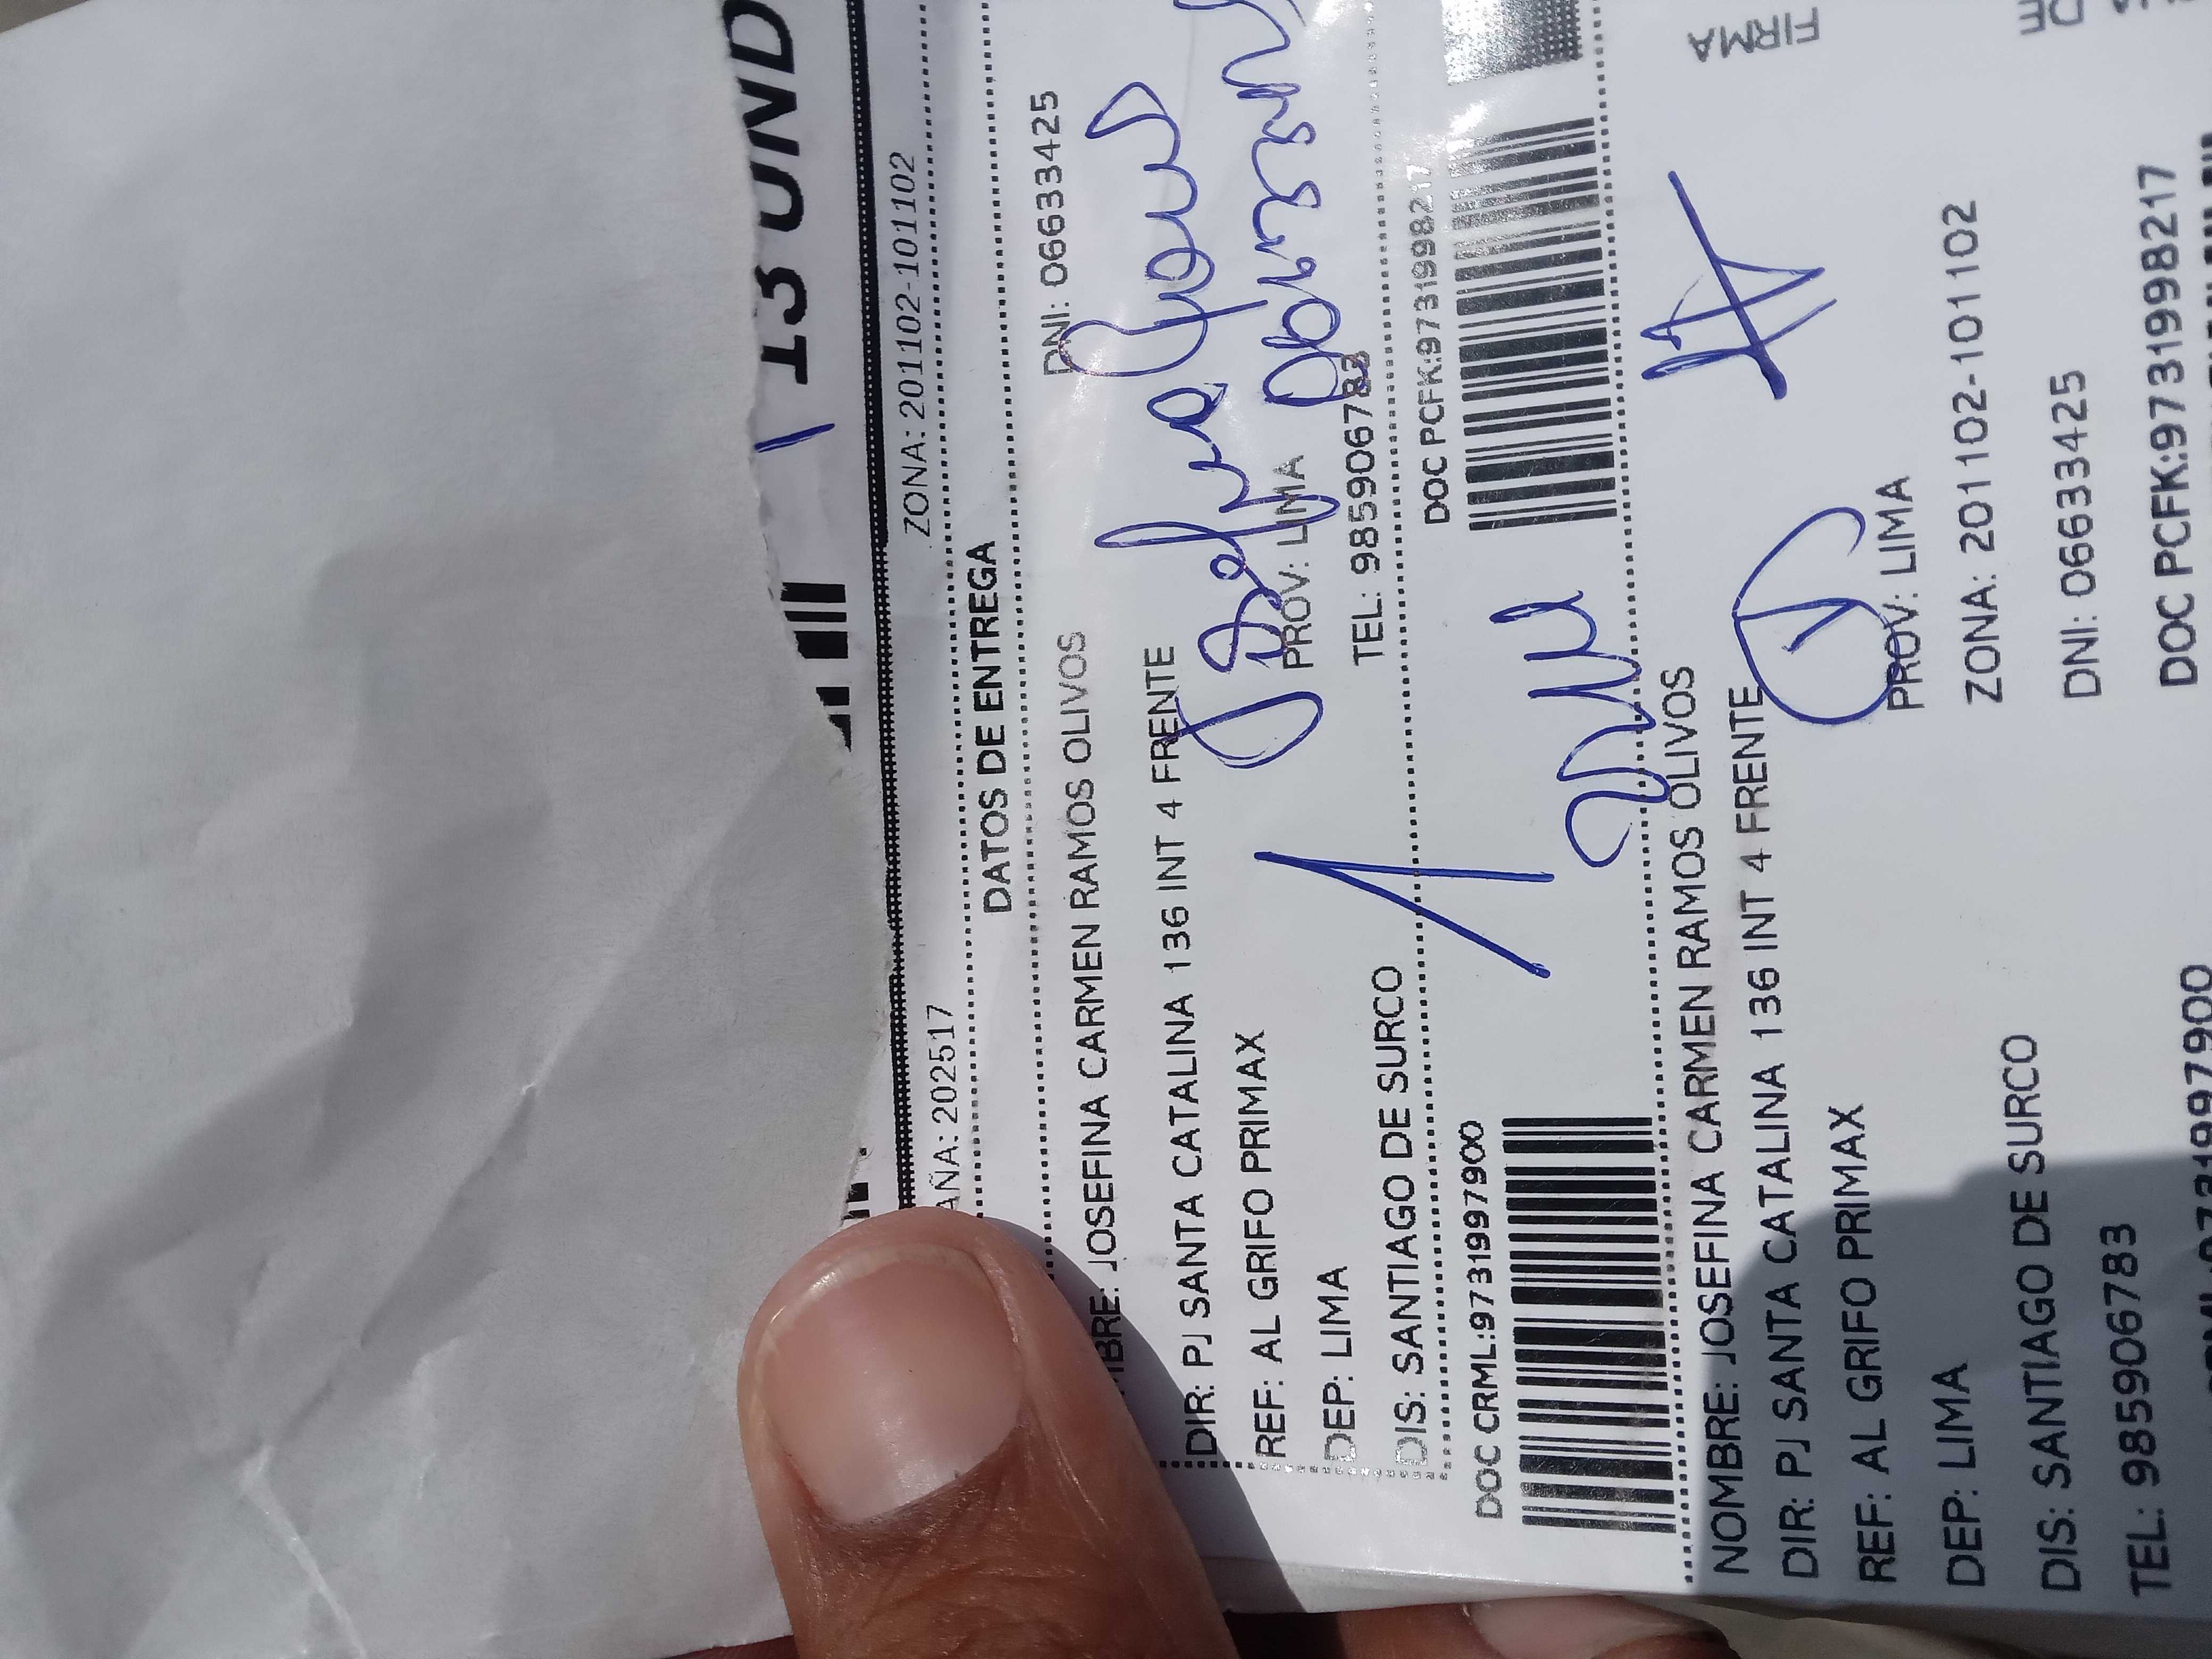 13 UND
AÑA: 202517 ZONA: 201102-101102
DATOS DE ENTREGA
MBRE: JOSEFINA CARMEN RAMOS OLIVOS DNI: 06633425
DIR: PJ SANTA CATALINA 136 INT 4 FRENTE
REF: AL GRIFO PRIMAX
DEP: LIMA PROV: LIMA
DIS: SANTIAGO DE SURCO TEL: 985906783
DOC CRML:9731997900 DOC PCFK:9731998217
NOMBRE: JOSEFINA CARMEN RAMOS OLIVOS
DIR: PJ SANTA CATALINA 136 INT 4 FRENTE
REF: AL GRIFO PRIMAX
DEP: LIMA PROV: LIMA
DIS: SANTIAGO DE SURCO ZONA: 201102-101102
TEL: 985906783 DNI: 06633425
DOC PCFK:9731998217
9731997900
FIRMA